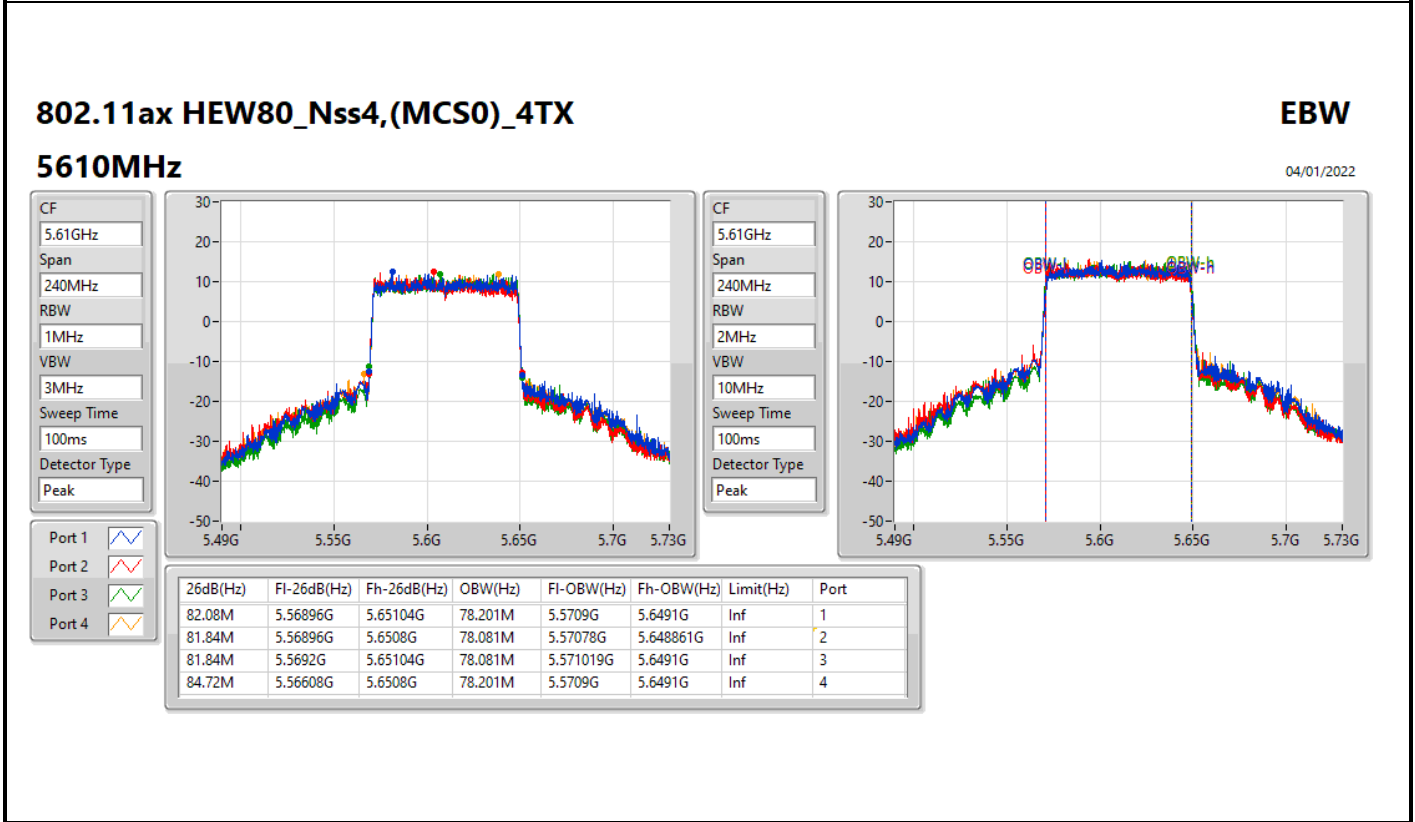 802.11ax HEW80_Nss4,(MCS0)_4TX
EBW
5610MHz
04/01/2022
CF
5.61GHz
Span
240MHz
RBW
1MHz
VBW
3MHz
Sweep Time
100ms
Detector Type
Peak
30
20
10
0
-10
-20
-30
-40
-50
5.49G 5.55G 5.6G 5.65G 5.7G 5.73G
CF
5.61GHz
Span
240MHz
RBW
2MHz
VBW
10MHz
Sweep Time
100ms
Detector Type
Peak
30
20
10
0
-10
-20
-30
-40
-50
OBW-l OBW-h
5.49G 5.55G 5.6G 5.65G 5.7G 5.73G
Port 1
Port 2
Port 3
Port 4
26dB(Hz) Fl-26dB(Hz) Fh-26dB(Hz) OBW(Hz) Fl-OBW(Hz) Fh-OBW(Hz) Limit(Hz) Port
82.08M 5.56896G 5.65104G 78.201M 5.5709G 5.6491G Inf 1
81.84M 5.56896G 5.6508G 78.081M 5.57078G 5.648861G Inf 2
81.84M 5.5692G 5.65104G 78.081M 5.571019G 5.6491G Inf 3
84.72M 5.56608G 5.6508G 78.201M 5.5709G 5.6491G Inf 4